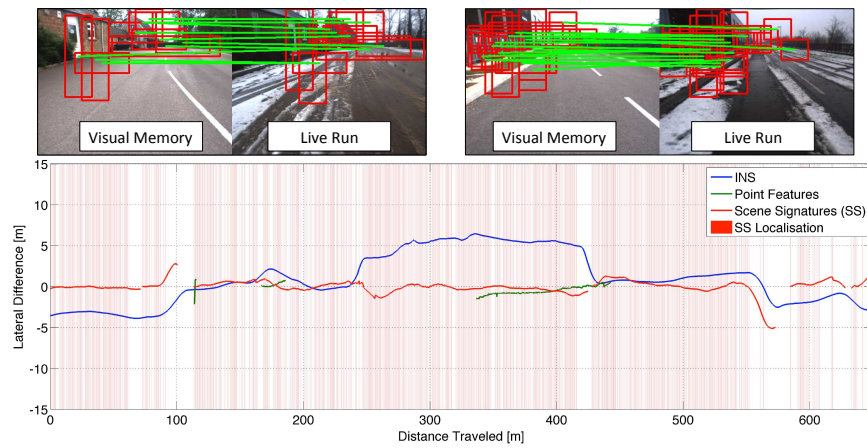 Visual Memory
Live Run
Visual Memory
Live Run
15
10
5
0
-5
-10
-15
Lateral Difference [m]
INS
Point Features
Scene Signatures (SS)
SS Localisation
0 100 200 300 400 500 600
Distance Traveled [m]